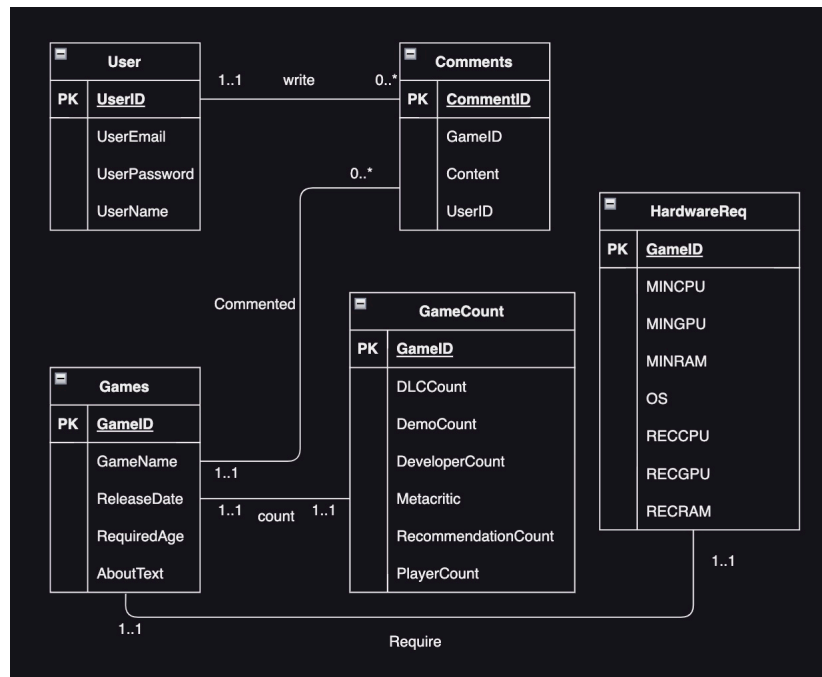 User
PK UserID
UserEmail
UserPassword
UserName
1..1 write 0..*
Comments
PK CommentID
GameID
Content
UserID
0..*
Commented
1..1
HardwareReq
PK GameID
MINCPU
MINGPU
MINRAM
OS
RECCPU
RECGPU
RECRAM
1..1
GameCount
PK GameID
DLCCount
DemoCount
DeveloperCount
Metacritic
RecommendationCount
PlayerCount
Games
PK GameID
GameName
ReleaseDate
RequiredAge
AboutText
1..1 count 1..1
1..1
Require